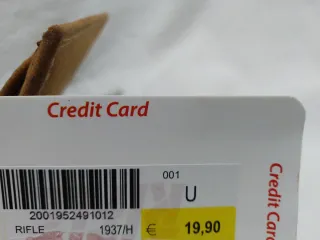 Credit Card
001
U
2001952491012
RIFLE 1937/H
€ 19,90
Credit Card